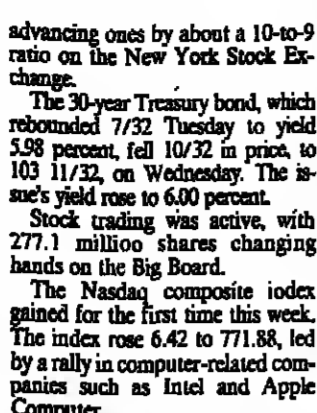 advancing ones by about a 10-to-9
ratio on the New York Stock Ex-
change.
The 30-year Treasury bond, which
rebounded 7/32 Tuesday to yield
5.98 percent, fell 10/32 in price, to
103 11/32, on Wednesday. The is-
sue's yield rose to 6.00 percent.
Stock trading was active, with
277.1 millioo shares changing
hands on the Big Board.
The Nasdaq composite iodex
gained for the first time this week.
The index rose 6.42 to 771.88, led
by a rally in computer-related com-
panies such as Intel and Apple
Computer.